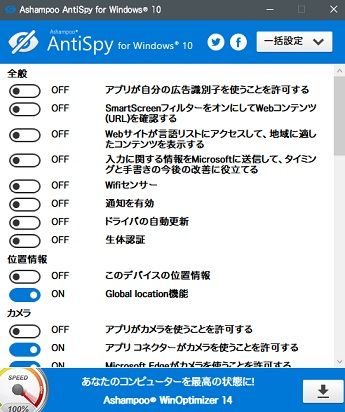 Ashampoo AntiSpy for Windows® 10
Ashampoo®
AntiSpy for Windows® 10
一括設定
全般
OFF アプリが自分の広告識別子を使うことを許可する
OFF SmartScreenフィルターをオンにしてWebコンテンツ
(URL)を確認する
OFF Webサイトが言語リストにアクセスして、地域に適し
たコンテンツを表示する
OFF 入力に関する情報をMicrosoftに送信して、タイミン
グと手書きの今後の改善に役立てる
OFF Wifiセンサー
OFF 通知を有効
OFF ドライバの自動更新
OFF 生体認証
位置情報
OFF このデバイスの位置情報
ON Global location機能
カメラ
OFF アプリがカメラを使うことを許可する
ON アプリ コネクターがカメラを使うことを許可する
ON Microsoft Edgeがカメラを使うことを許可する
SPEED
100%
あなたのコンピューターを最高の状態に!
Ashampoo® WinOptimizer 14